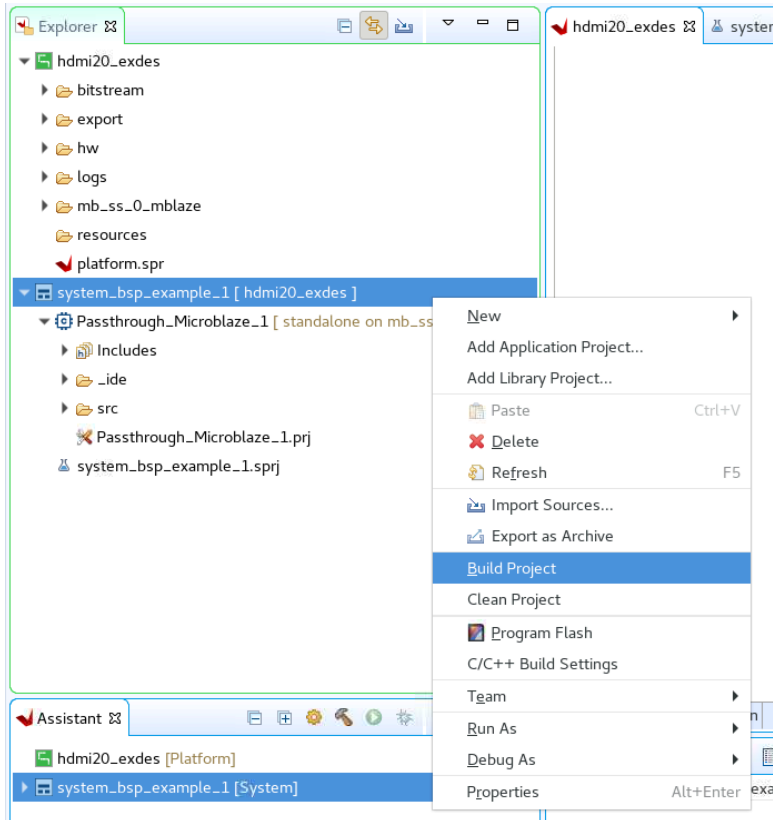 Explorer
hdmi20_exdes
system
hdmi20_exdes
bitstream
export
hw
logs
mb_ss_0_mblaze
resources
platform.spr
system_bsp_example_1 [ hdmi20_exdes ]
Passthrough_Microblaze_1 [ standalone on mb_ss
Includes
_ide
src
Passthrough_Microblaze_1.prj
system_bsp_example_1.sprj
New
Add Application Project...
Add Library Project...
Paste Ctrl+V
Delete
Refresh F5
Import Sources...
Export as Archive
Build Project
Clean Project
Program Flash
C/C++ Build Settings
Team
Run As
Debug As
Properties Alt+Enter
Assistant
hdmi20_exdes [Platform]
system_bsp_example_1 [System]